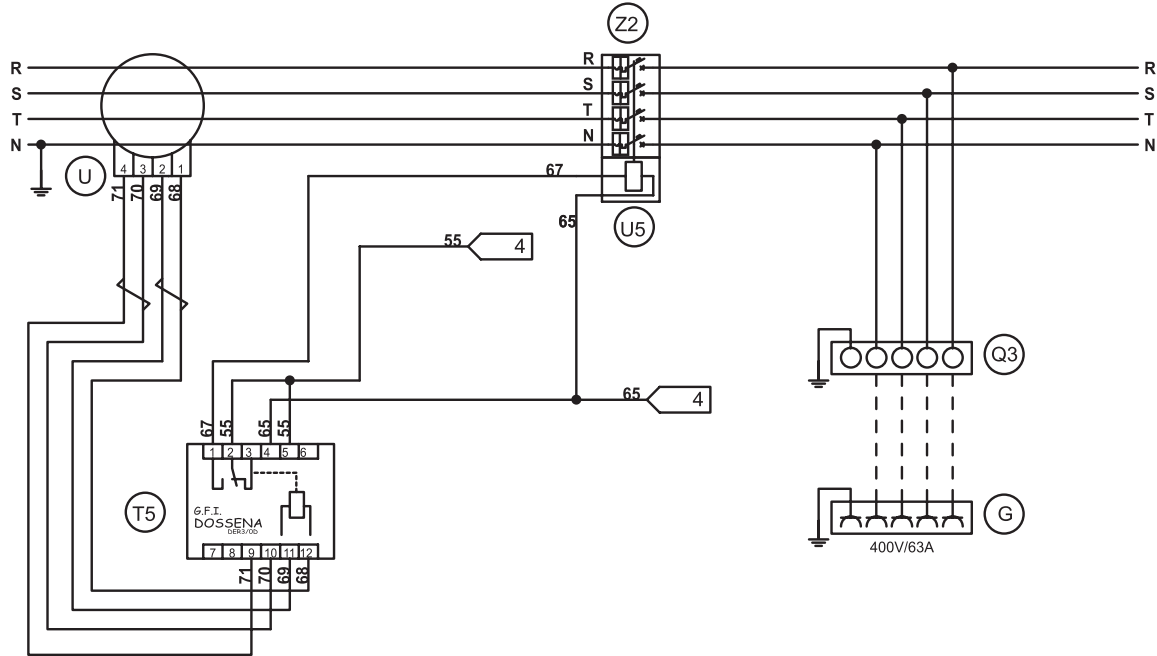 Z2
R R R
S S S
T T T
N N N
U
4 3 2 1
71 70 69 68
67
U5
65
55 4
65 4
Q3
67 55 65 55
1 2 3 4 5 6
T5
G.F.I.
DOSSENA
DER3/0D
G
400V/63A
7 8 9 10 11 12
71 70 69 68